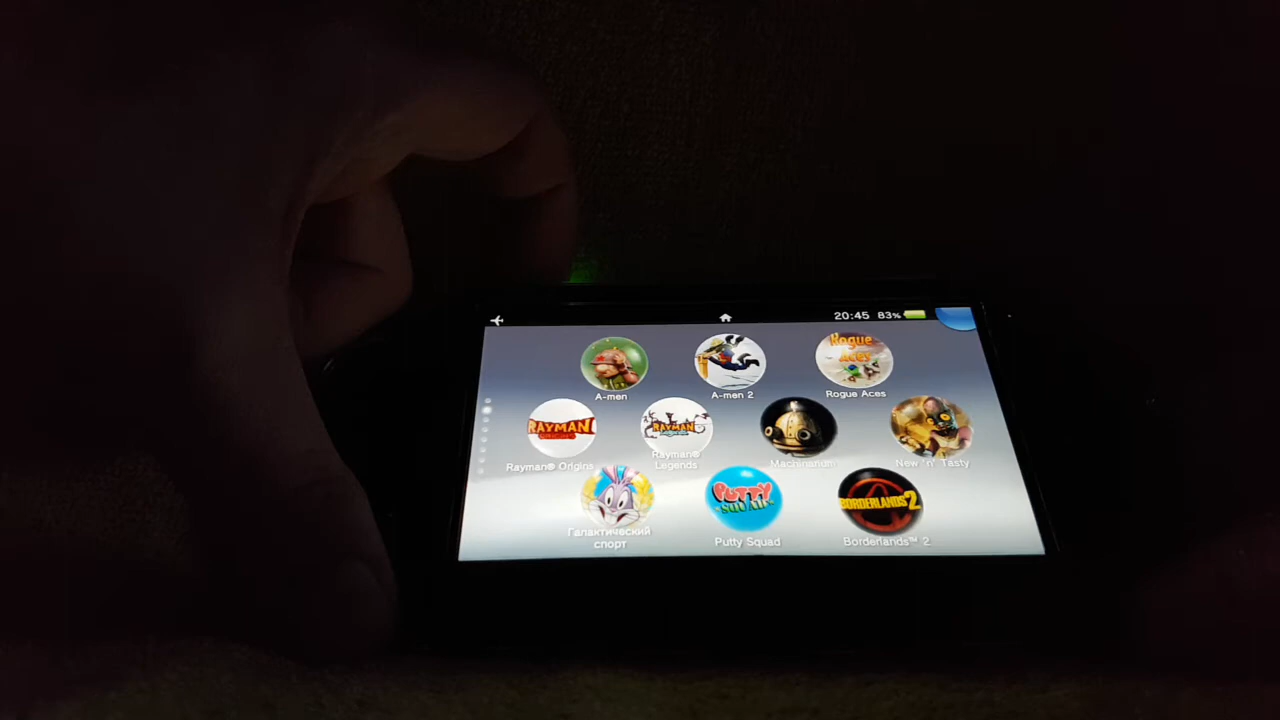 20:45 83%
Rogue
Aces
A-men
A-men 2
Rogue Aces
RAYMAN
ORIGINS
RAYMAN
Rayman® Origins
Rayman®
Legends
Machinarium
New 'n' Tasty
PUTTY
SQUAD
BORDERLANDS 2
Галактический
спорт
Putty Squad
Borderlands™ 2